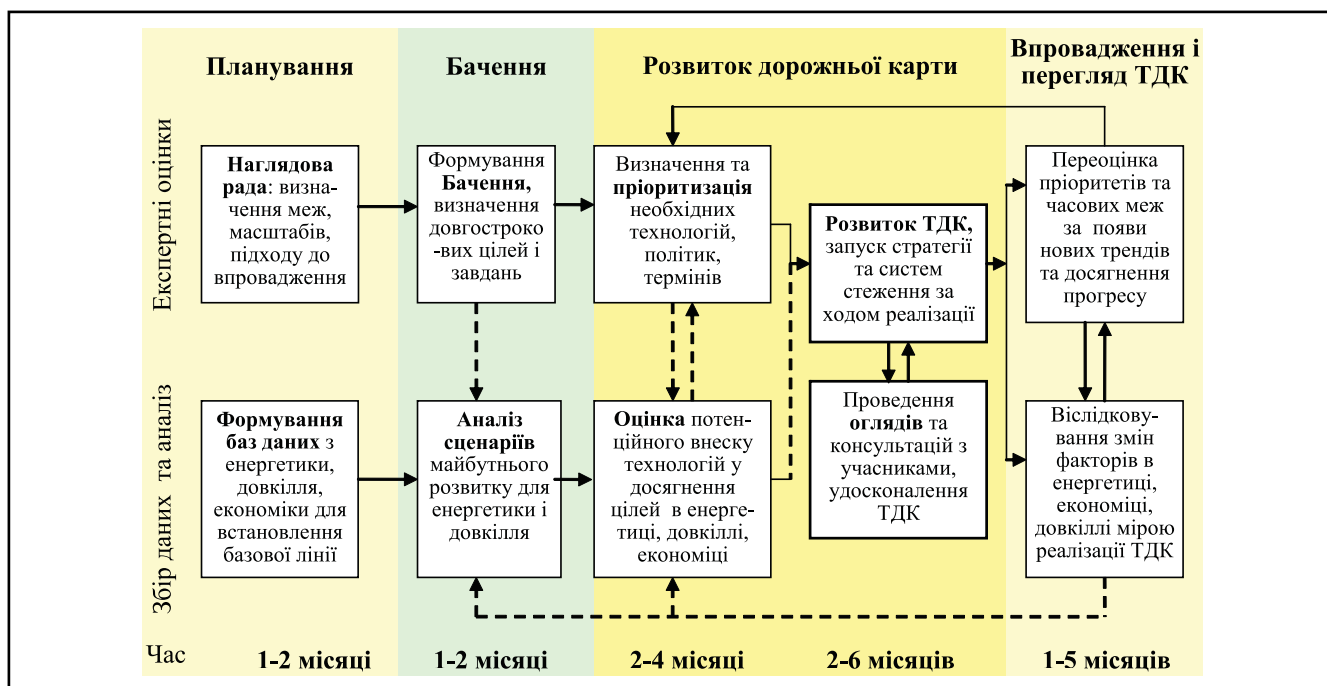 Планування
Бачення
Розвиток дорожньої карти
Впровадження і
перегляд ТДК
Експертні оцінки
Наглядова
рада: визна-
чення меж,
масштабів,
підходу до
впровадження
Формування
Бачення,
визначення
довгостроко-
-вих цілей і
завдань
Визначення та
пріоритизація
необхідних
технологій,
політик,
термінів
Розвиток ТДК,
запуск стратегії
та систем
стеження за
ходом реалізації
Переоцінка
пріоритетів та
часових меж
за появи
нових трендів
та досягнення
прогресу
Збір даних та аналіз
Формування
баз даних з
енергетики,
довкілля,
економіки для
встановлення
базової лінії
Аналіз
сценаріїв
майбутнього
розвитку для
енергетики і
довкілля
Оцінка потен-
ційного внеску
технологій у
досягнення
цілей в енерге-
тиці, довкіллі,
економіці
Проведення
оглядів та
консультацій з
учасниками,
удосконалення
ТДК
Віслідкову-
вання змін
факторів в
енергетиці,
економіці,
довкіллі мірою
реалізації ТДК
Час
1-2 місяці
1-2 місяці
2-4 місяці
2-6 місяців
1-5 місяців